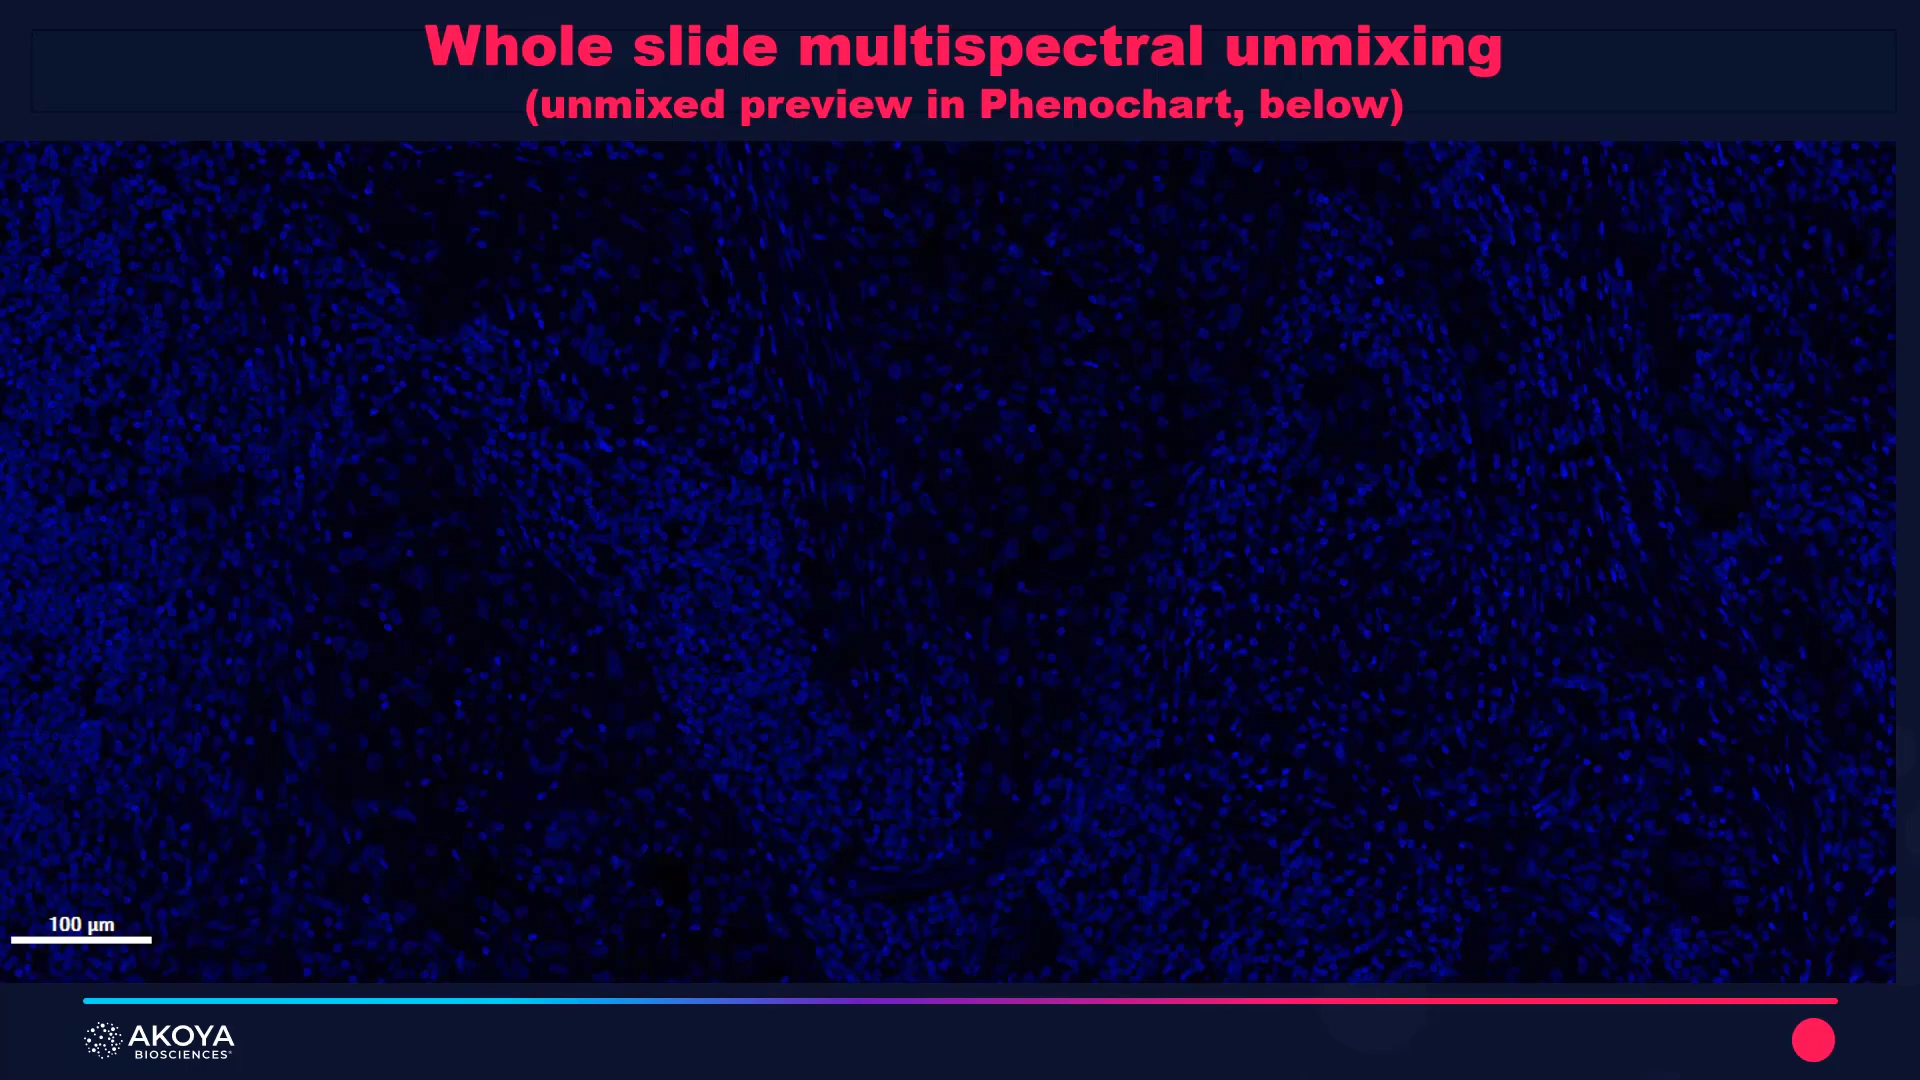 Whole slide multispectral unmixing
(unmixed preview in Phenochart, below)
100 µm
AKOYA
BIOSCIENCES®